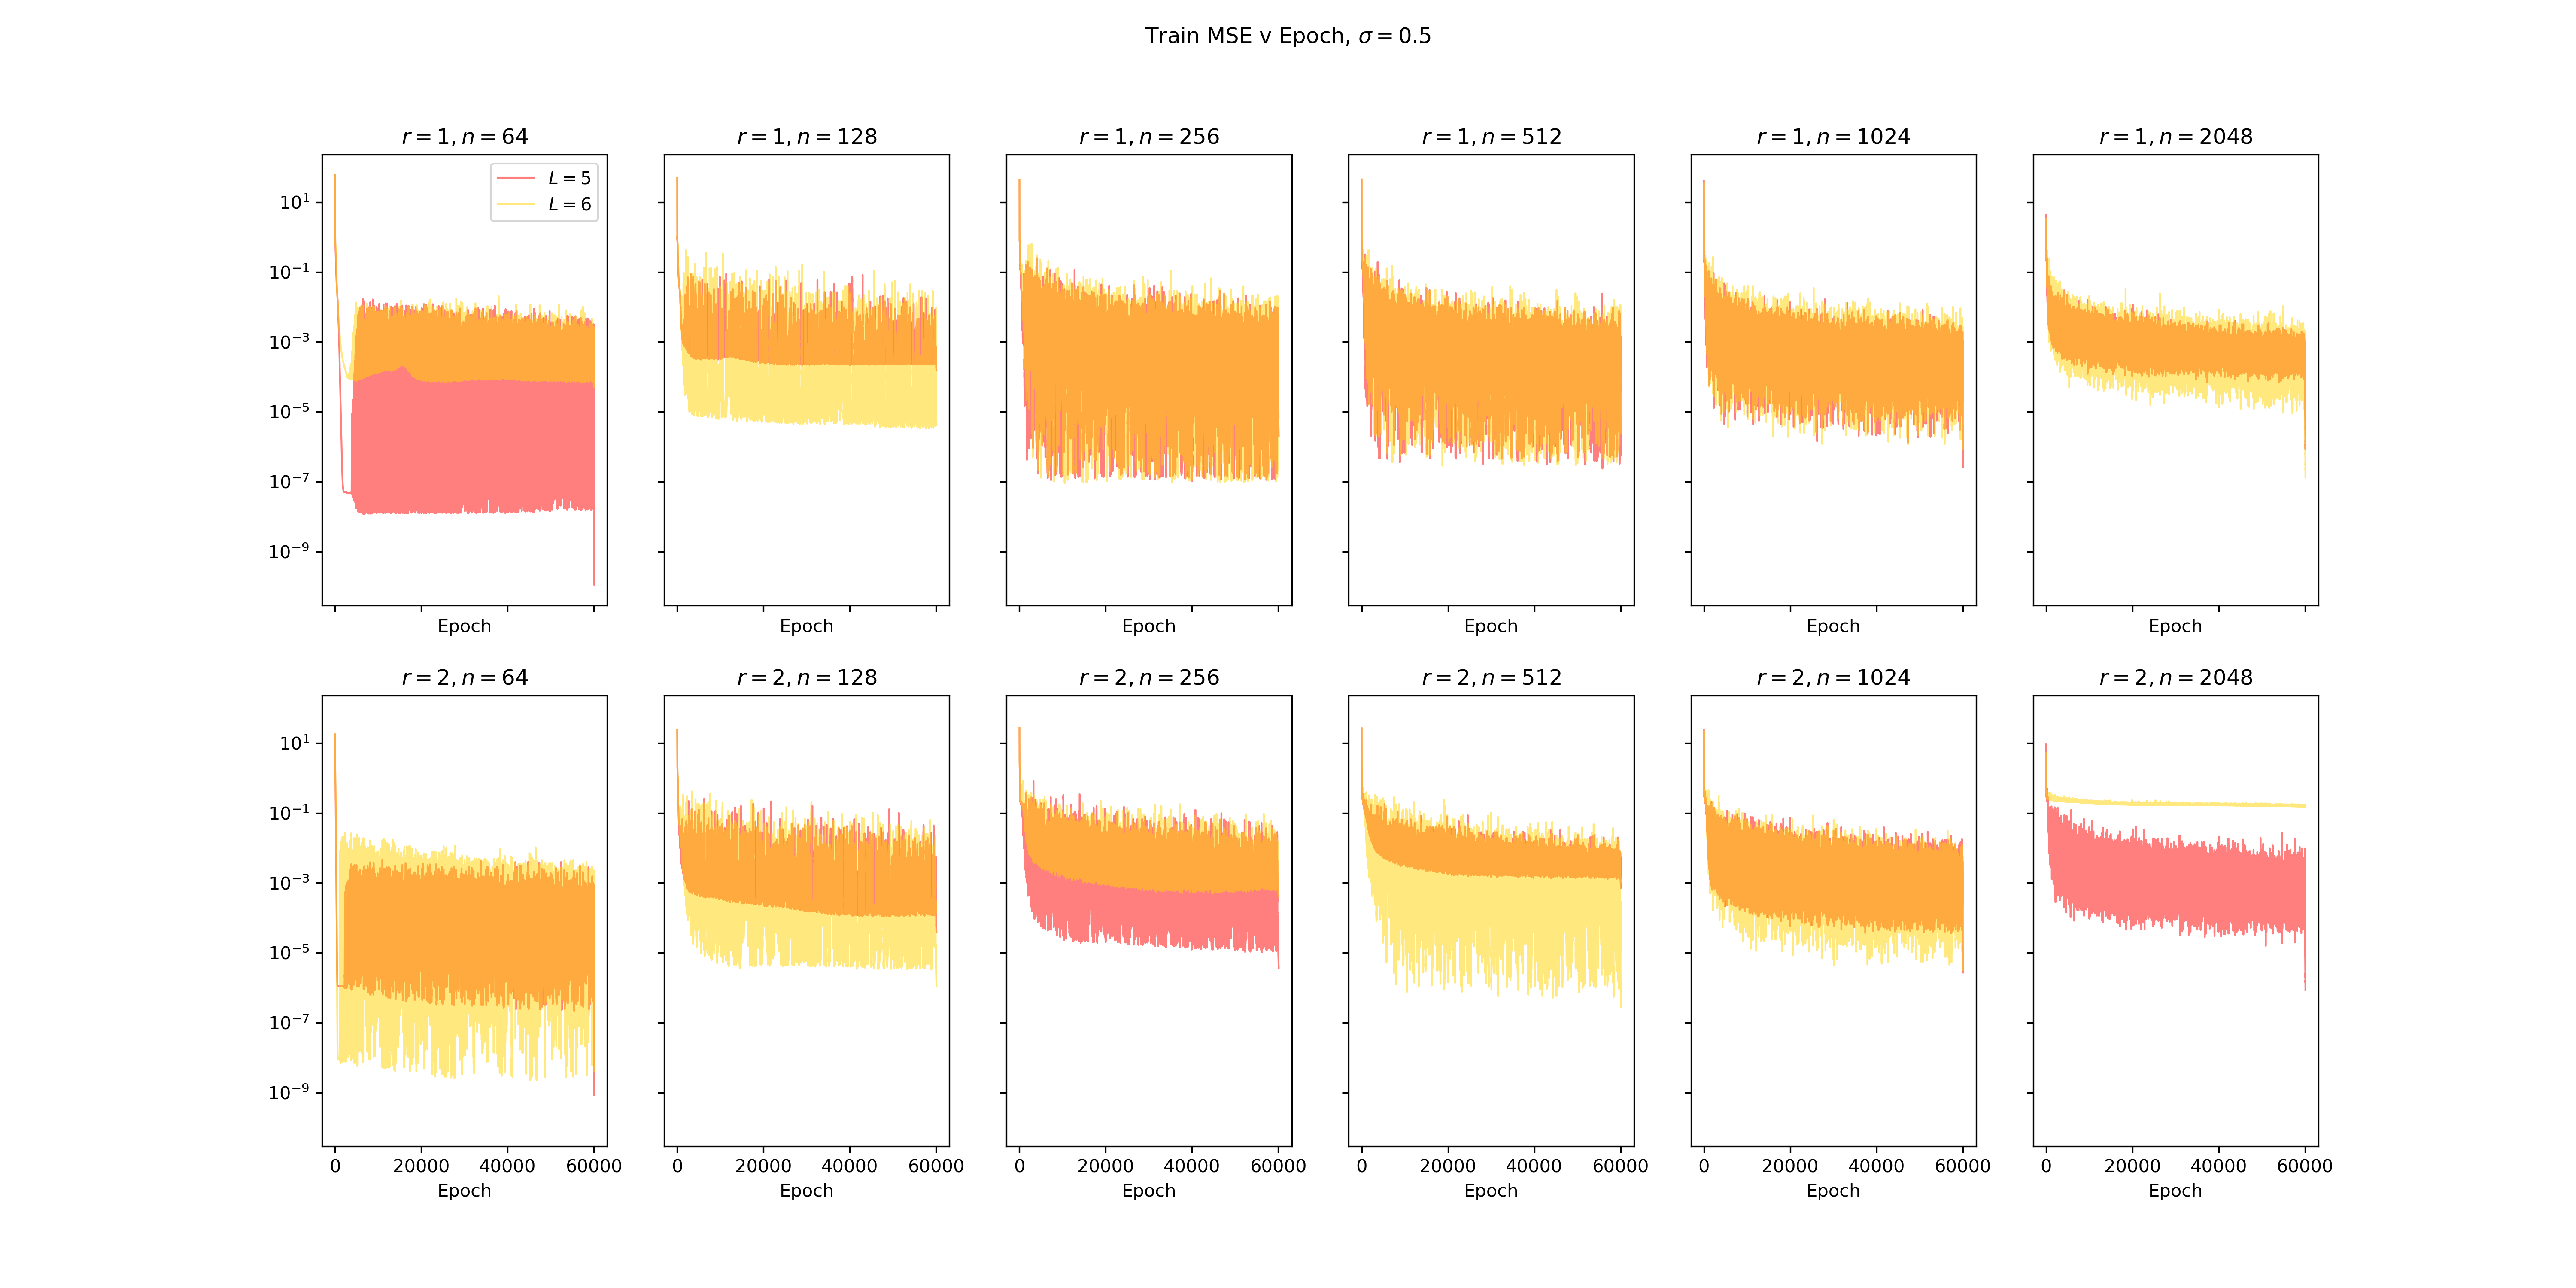 Train MSE v Epoch, σ = 0.5
r = 1, n = 64
r = 1, n = 128
r = 1, n = 256
r = 1, n = 512
r = 1, n = 1024
r = 1, n = 2048
L = 5
L = 6
10¹
10⁻¹
10⁻³
10⁻⁵
10⁻⁷
10⁻⁹
Epoch
Epoch
Epoch
Epoch
Epoch
Epoch
r = 2, n = 64
r = 2, n = 128
r = 2, n = 256
r = 2, n = 512
r = 2, n = 1024
r = 2, n = 2048
10¹
10⁻¹
10⁻³
10⁻⁵
10⁻⁷
10⁻⁹
0 20000 40000 60000
0 20000 40000 60000
0 20000 40000 60000
0 20000 40000 60000
0 20000 40000 60000
0 20000 40000 60000
Epoch
Epoch
Epoch
Epoch
Epoch
Epoch